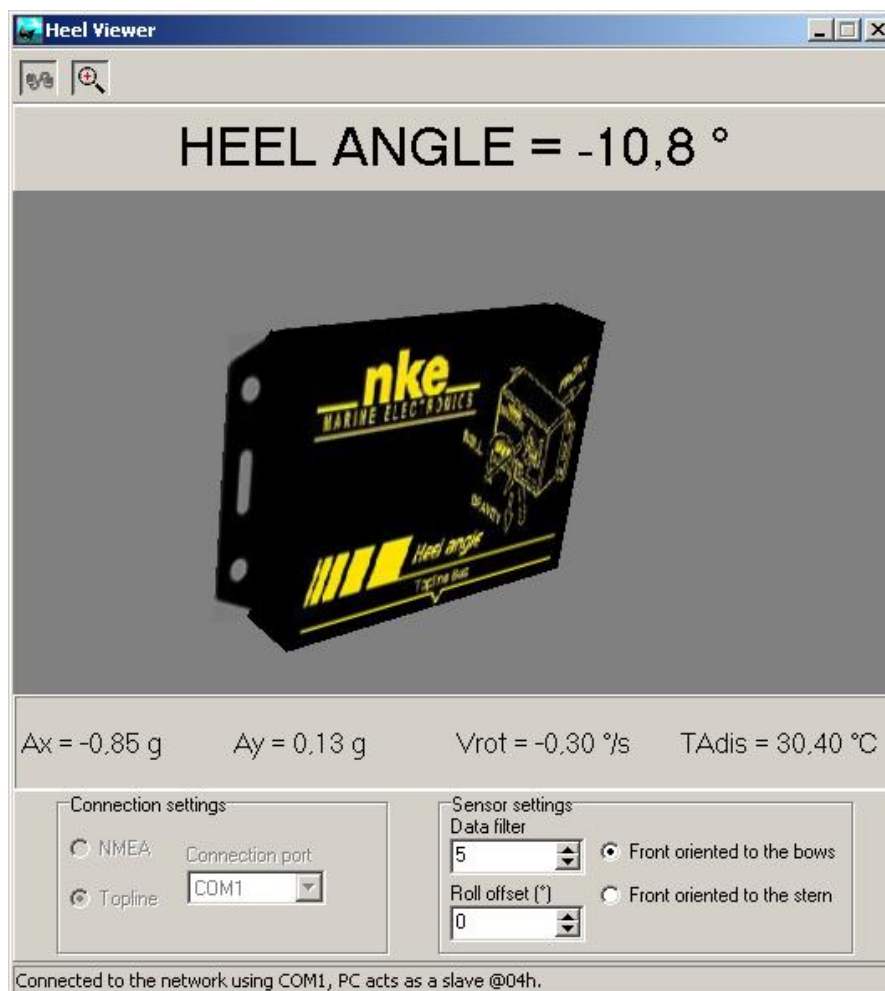 Heel Viewer
HEEL ANGLE = -10,8 °
nke
MARINE ELECTRONICS
FRONT
ROLL
GRAVITY
Heel angle
Topline Bus
Ax = -0,85 g Ay = 0,13 g Vrot = -0,30 °/s TAdis = 30,40 °C
Connection settings
NMEA
Topline
Connection port
COM1
Sensor settings
Data filter
5
Roll offset (°)
0
Front oriented to the bows
Front oriented to the stern
Connected to the network using COM1, PC acts as a slave @04h.